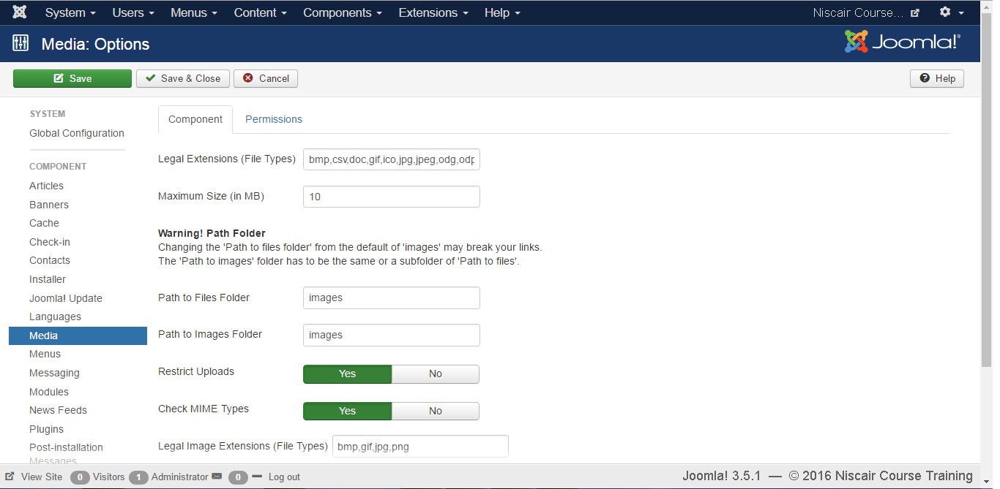 System Users Menus Content Components Extensions Help Niscair Course...
Media: Options Joomla!®
Save Save & Close Cancel Help
SYSTEM
Global Configuration
COMPONENT
Articles
Banners
Cache
Check-in
Contacts
Installer
Joomla! Update
Languages
Media
Menus
Messaging
Modules
News Feeds
Plugins
Post-installation
Messages
Component Permissions
Legal Extensions (File Types) bmp,csv,doc,gif,ico,jpg,jpeg,odg,odp
Maximum Size (in MB) 10
Warning! Path Folder
Changing the 'Path to files folder' from the default of 'images' may break your links.
The 'Path to images' folder has to be the same or a subfolder of 'Path to files'.
Path to Files Folder images
Path to Images Folder images
Restrict Uploads Yes No
Check MIME Types Yes No
Legal Image Extensions (File Types) bmp,gif,jpg,png
View Site 0 Visitors 1 Administrator 0 Log out Joomla! 3.5.1 — © 2016 Niscair Course Training